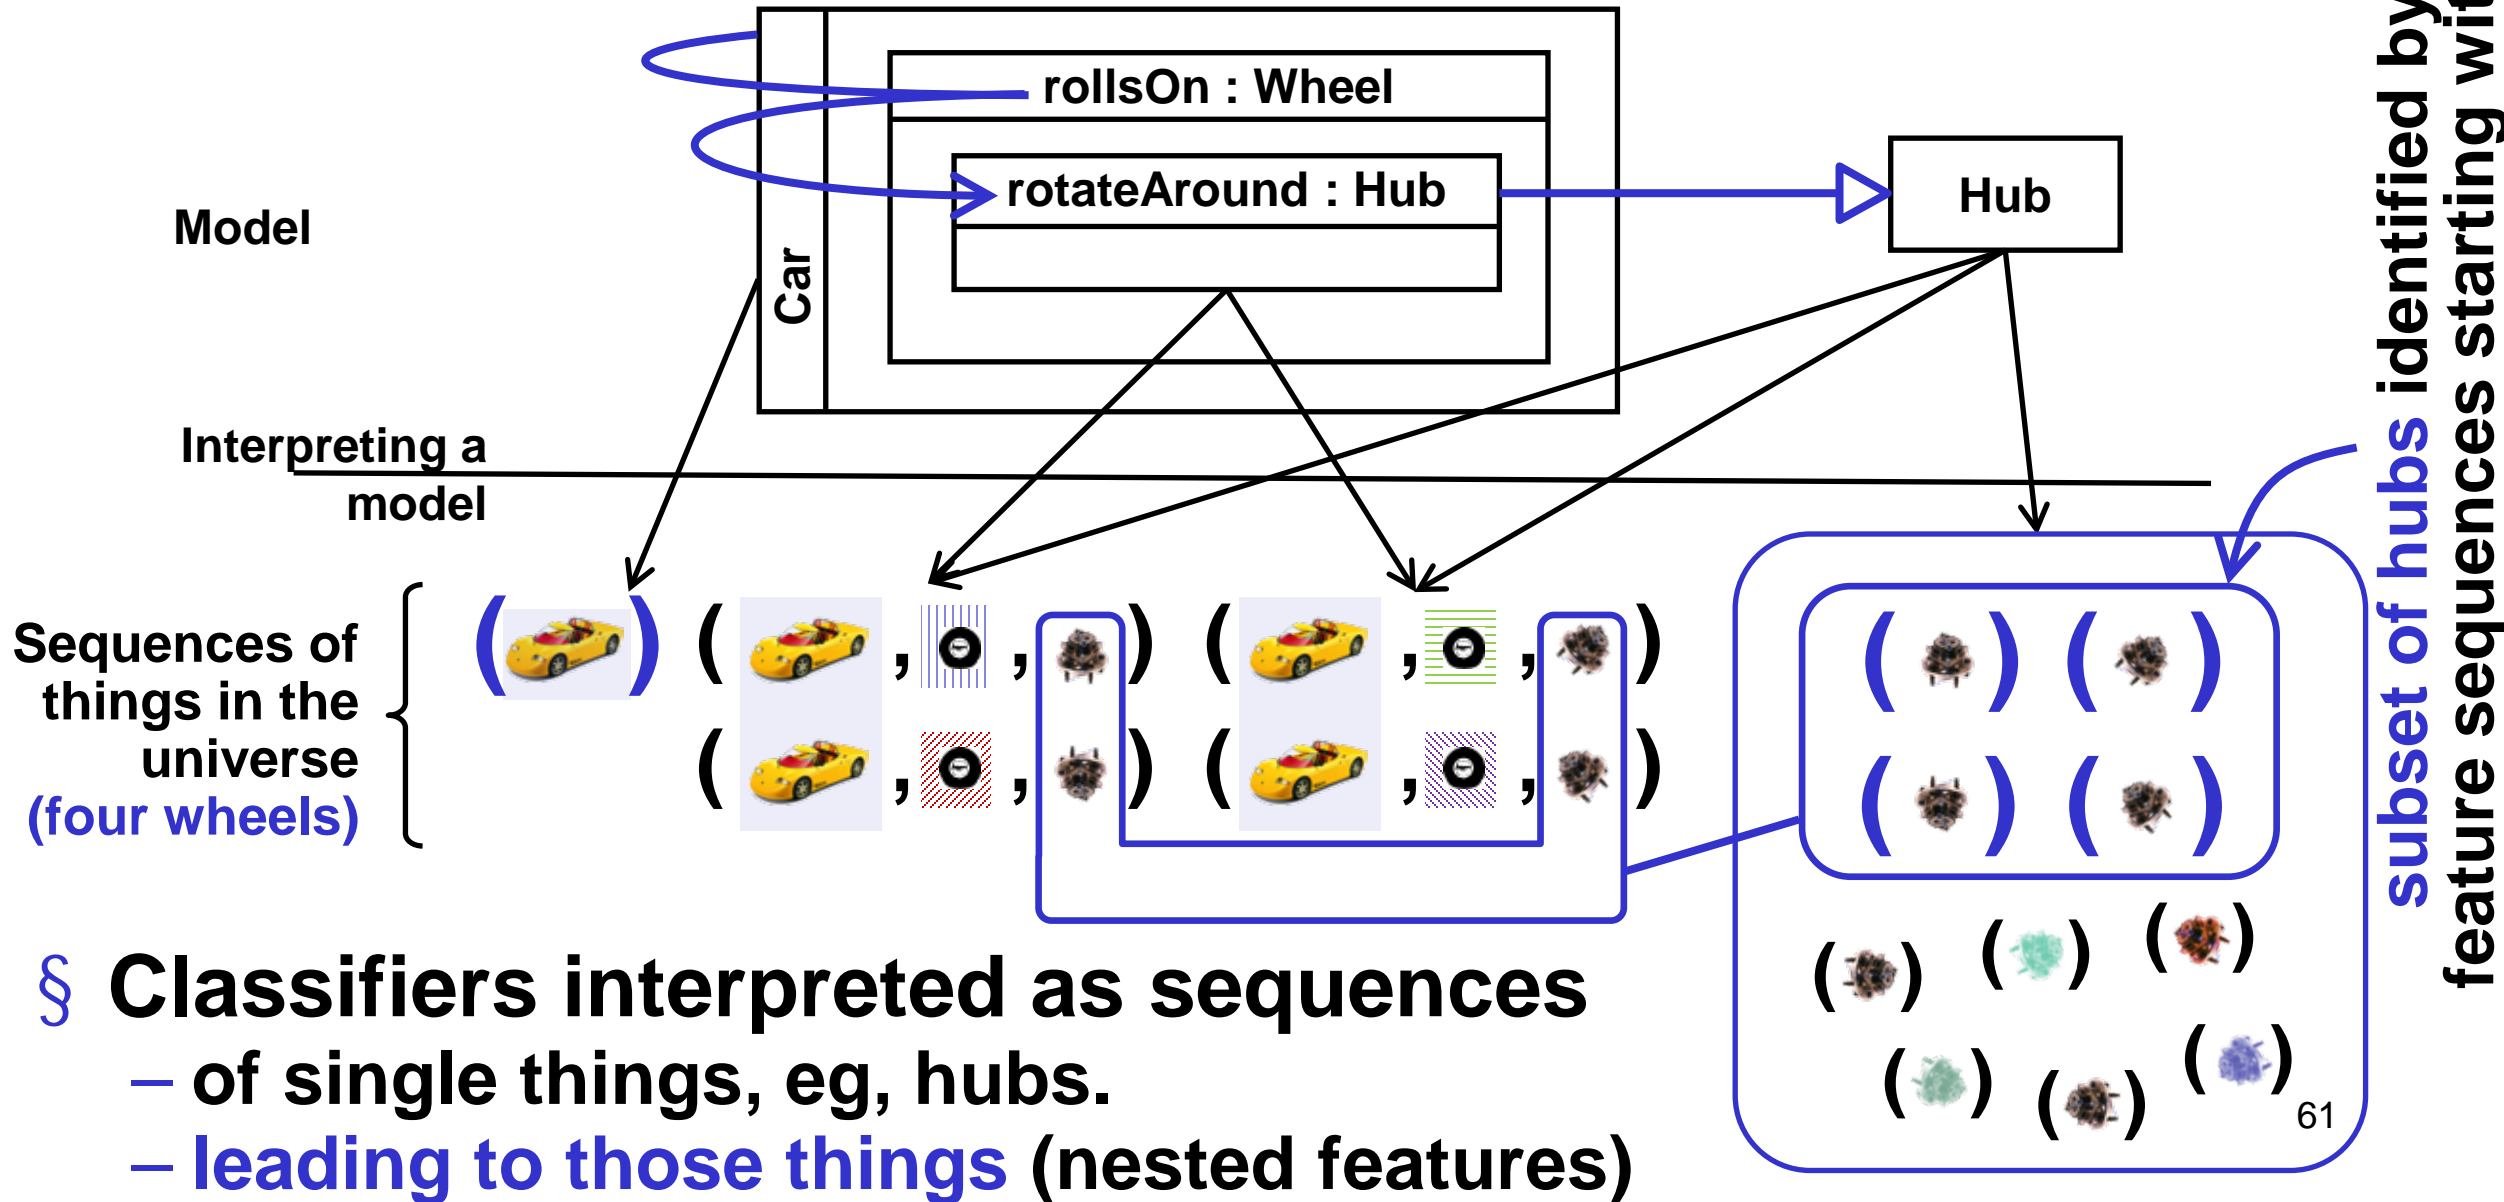 rollsOn : Wheel
rotateAround : Hub
Hub
Car
Model
Interpreting a
model
Sequences of
things in the
universe
(four wheels)
( ) ( , , ) ( , , )
( , , ) ( , , )
( ) ( )
( ) ( )
( ) ( ) ( )
( ) ( ) ( )
subset of hubs identified by
feature sequences starting wit
§ Classifiers interpreted as sequences
– of single things, eg, hubs.
– leading to those things (nested features)
61